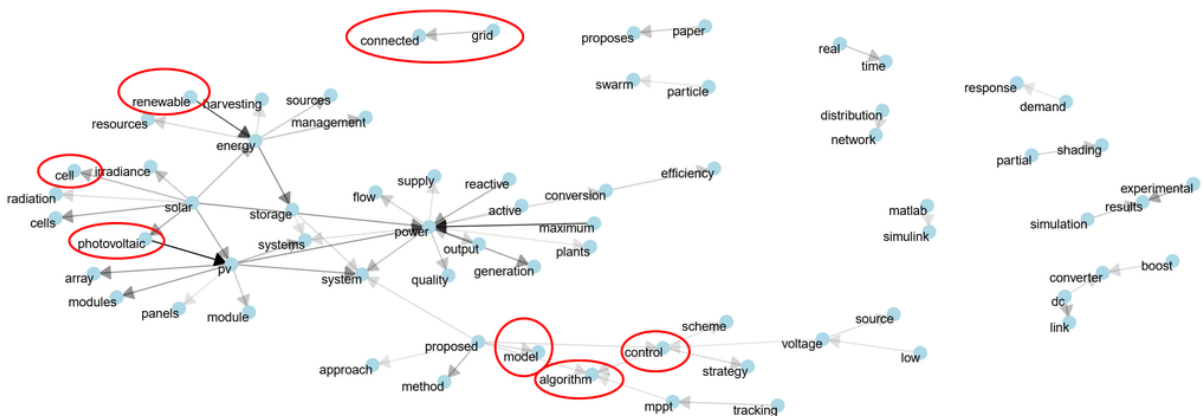 connected
grid
proposes
paper
real
time
renewable
harvesting
sources
resources
management
energy
swarm
particle
response
demand
distribution
network
cell
irradiance
radiation
solar
cells
storage
photovoltaic
systems
pv
array
modules
panels
module
system
supply
flow
reactive
active
conversion
efficiency
power
maximum
output
plants
quality
generation
partial
shading
matlab
simulink
experimental
results
simulation
converter
boost
dc
link
proposed
model
approach
method
algorithm
scheme
control
strategy
source
voltage
low
mppt
tracking